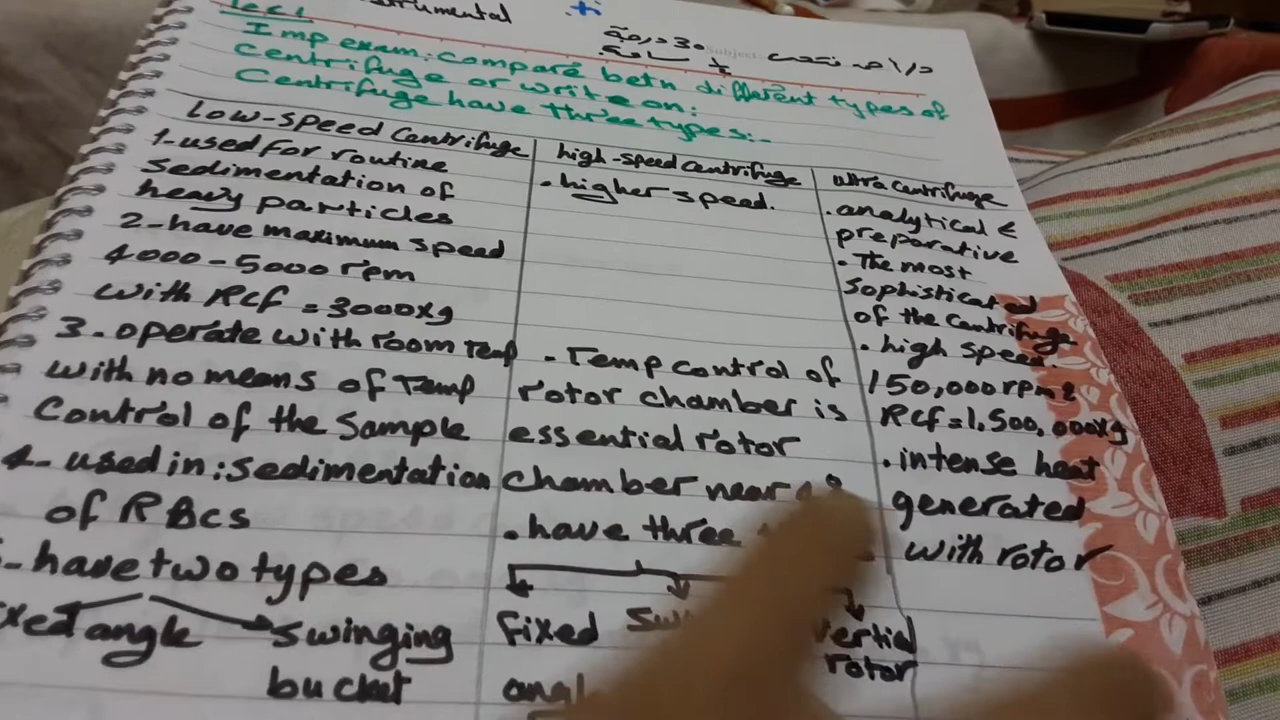 Lec1
Imp exam: Compare betn different types of
Centrifuge or write on:
Centrifuge have three types:-
Low-speed Centrifuge
1-used for routine
sedimentation of
heavy particles
2-have maximum speed
4000-5000 rpm
with RCf = 3000xg
3-operate with room Temp
with no means of Temp
Control of the Sample
4-used in: sedimentation
of RBcs
-have two types
angle
swinging
bucket
high-speed centrifuge
.higher speed.
.Temp control of
rotor chamber is
essential rotor
chamber near
.have three
fixed
vertial
rotor
ultra centrifuge
.analytical &
preparative
.The most
Sophisticated
of the centrifuge
.high speed.
150,000 rpm &
RCf=1,500,000xg
.intense heat
generated
with rotor